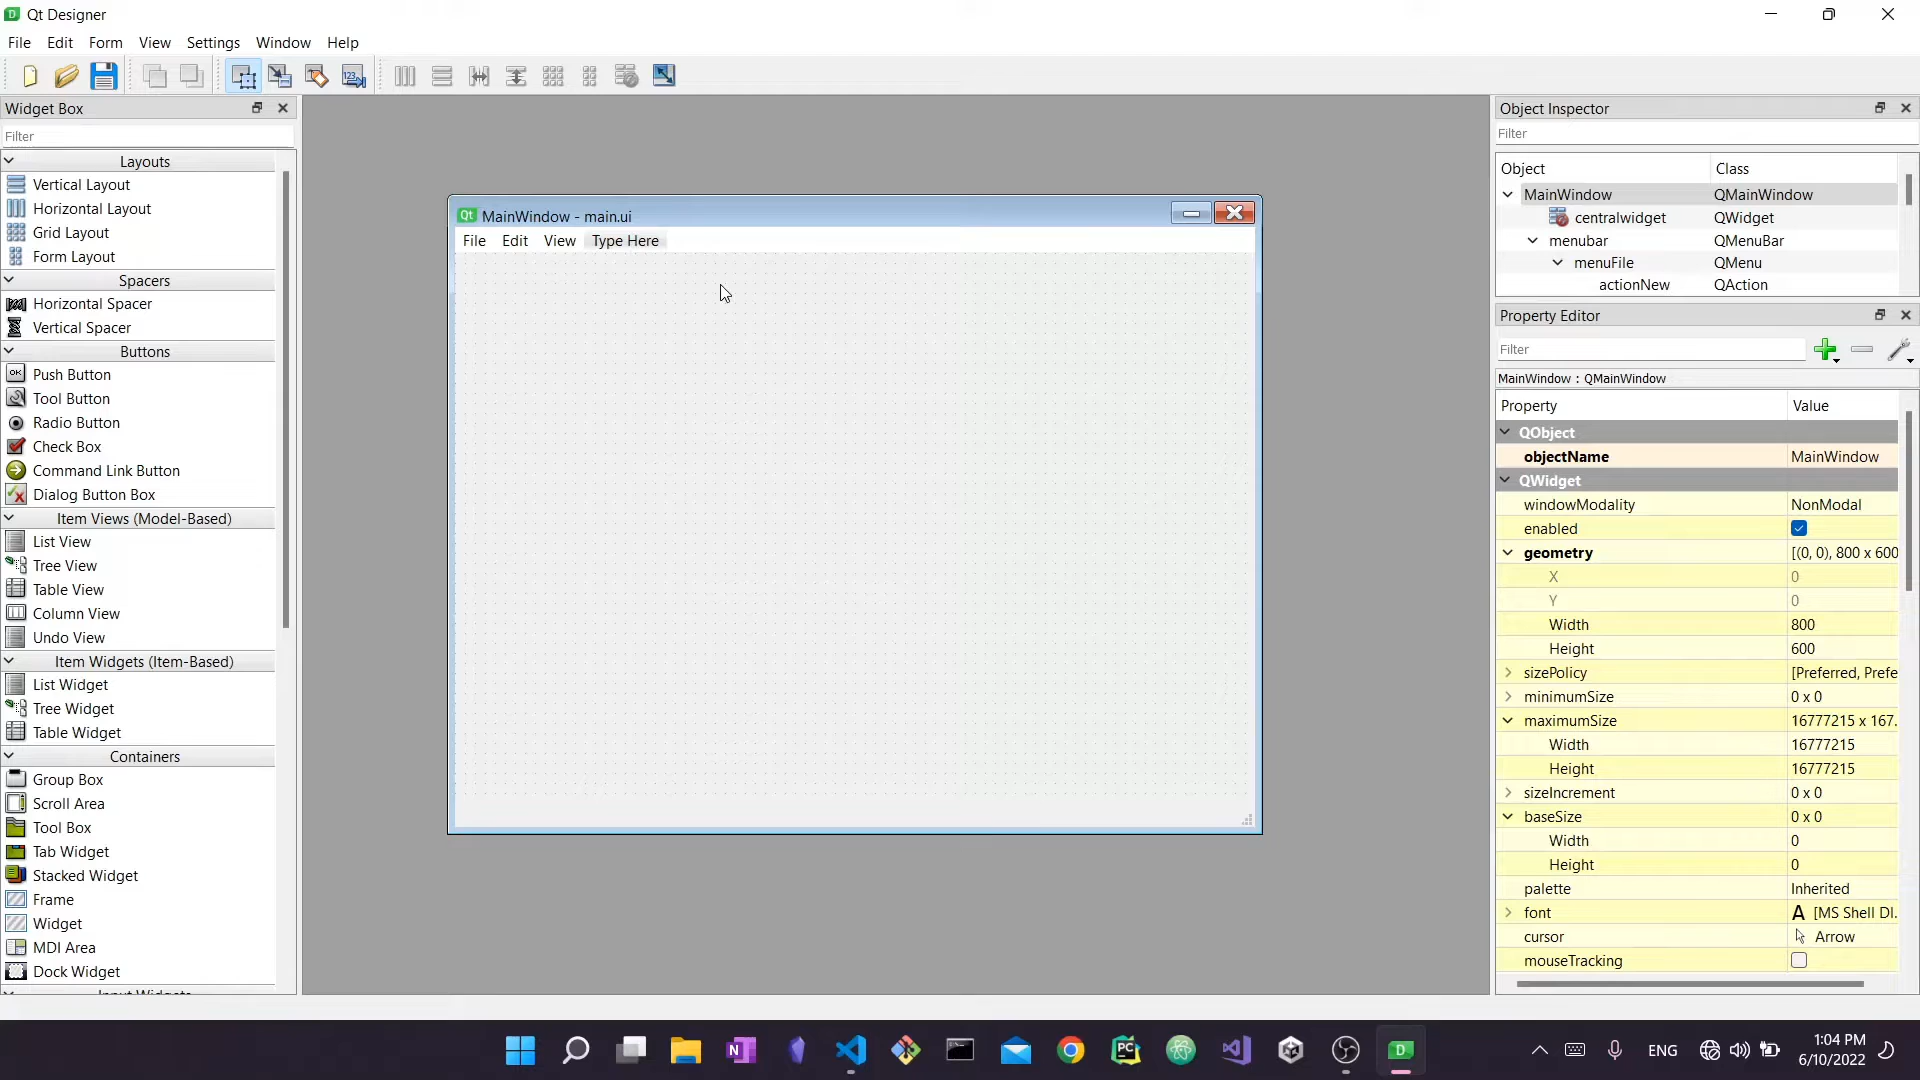 Qt Designer
File Edit Form View Settings Window Help
Widget Box
Filter
Layouts
Vertical Layout
Horizontal Layout
Grid Layout
Form Layout
Spacers
Horizontal Spacer
Vertical Spacer
Buttons
Push Button
Tool Button
Radio Button
Check Box
Command Link Button
Dialog Button Box
Item Views (Model-Based)
List View
Tree View
Table View
Column View
Undo View
Item Widgets (Item-Based)
List Widget
Tree Widget
Table Widget
Containers
Group Box
Scroll Area
Tool Box
Tab Widget
Stacked Widget
Frame
Widget
MDI Area
Dock Widget
Input Widgets
MainWindow - main.ui
File Edit View Type Here
Object Inspector
Filter
Object Class
MainWindow QMainWindow
centralwidget QWidget
menubar QMenuBar
menuFile QMenu
actionNew QAction
Property Editor
Filter
MainWindow : QMainWindow
Property Value
QObject
objectName MainWindow
QWidget
windowModality NonModal
enabled
geometry [(0, 0), 800 x 600
X 0
Y 0
Width 800
Height 600
sizePolicy [Preferred, Prefe
minimumSize 0 x 0
maximumSize 16777215 x 167.
Width 16777215
Height 16777215
sizeIncrement 0 x 0
baseSize 0 x 0
Width 0
Height 0
palette Inherited
font A [MS Shell Dl.
cursor Arrow
mouseTracking
ENG
1:04 PM
6/10/2022